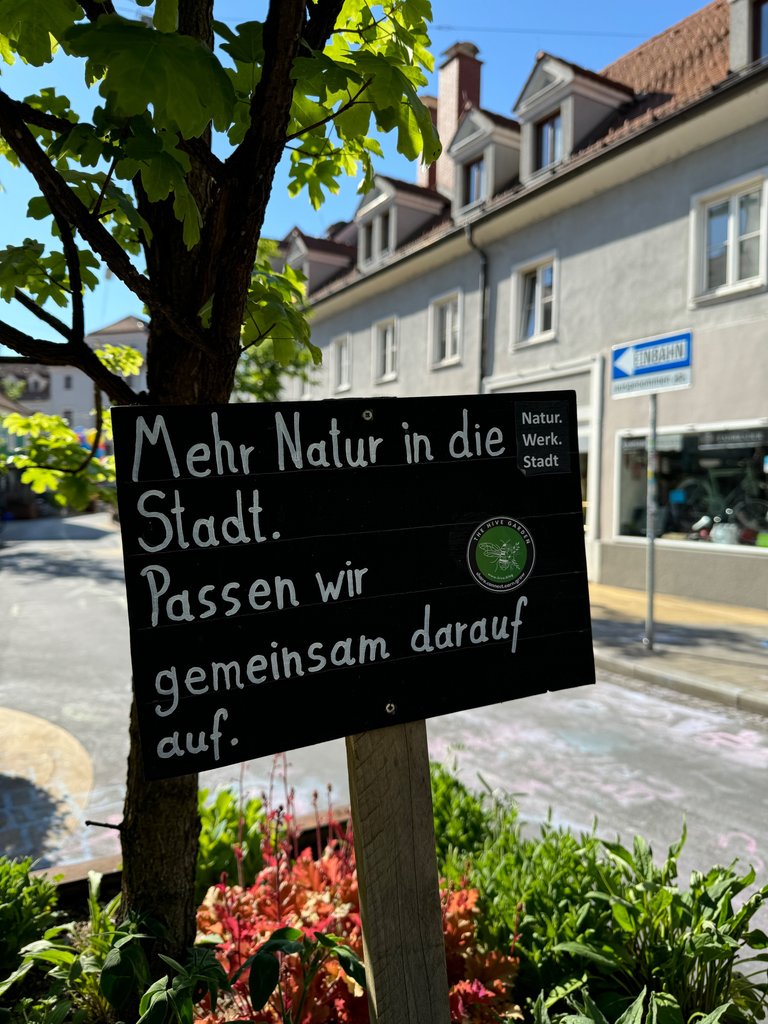 Mehr Natur in die
Stadt.
Passen wir
gemeinsam darauf
auf.
Natur.
Werk.
Stadt
THE HIVE GARDEN
EINBAHN
ausgenommen